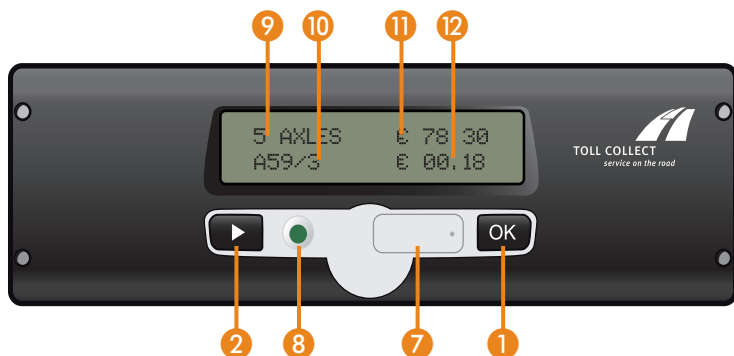 9 10 11 12
5 AXLES € 78 30
A59/3 € 00.18
TOLL COLLECT
service on the road
OK
2 8 7 1